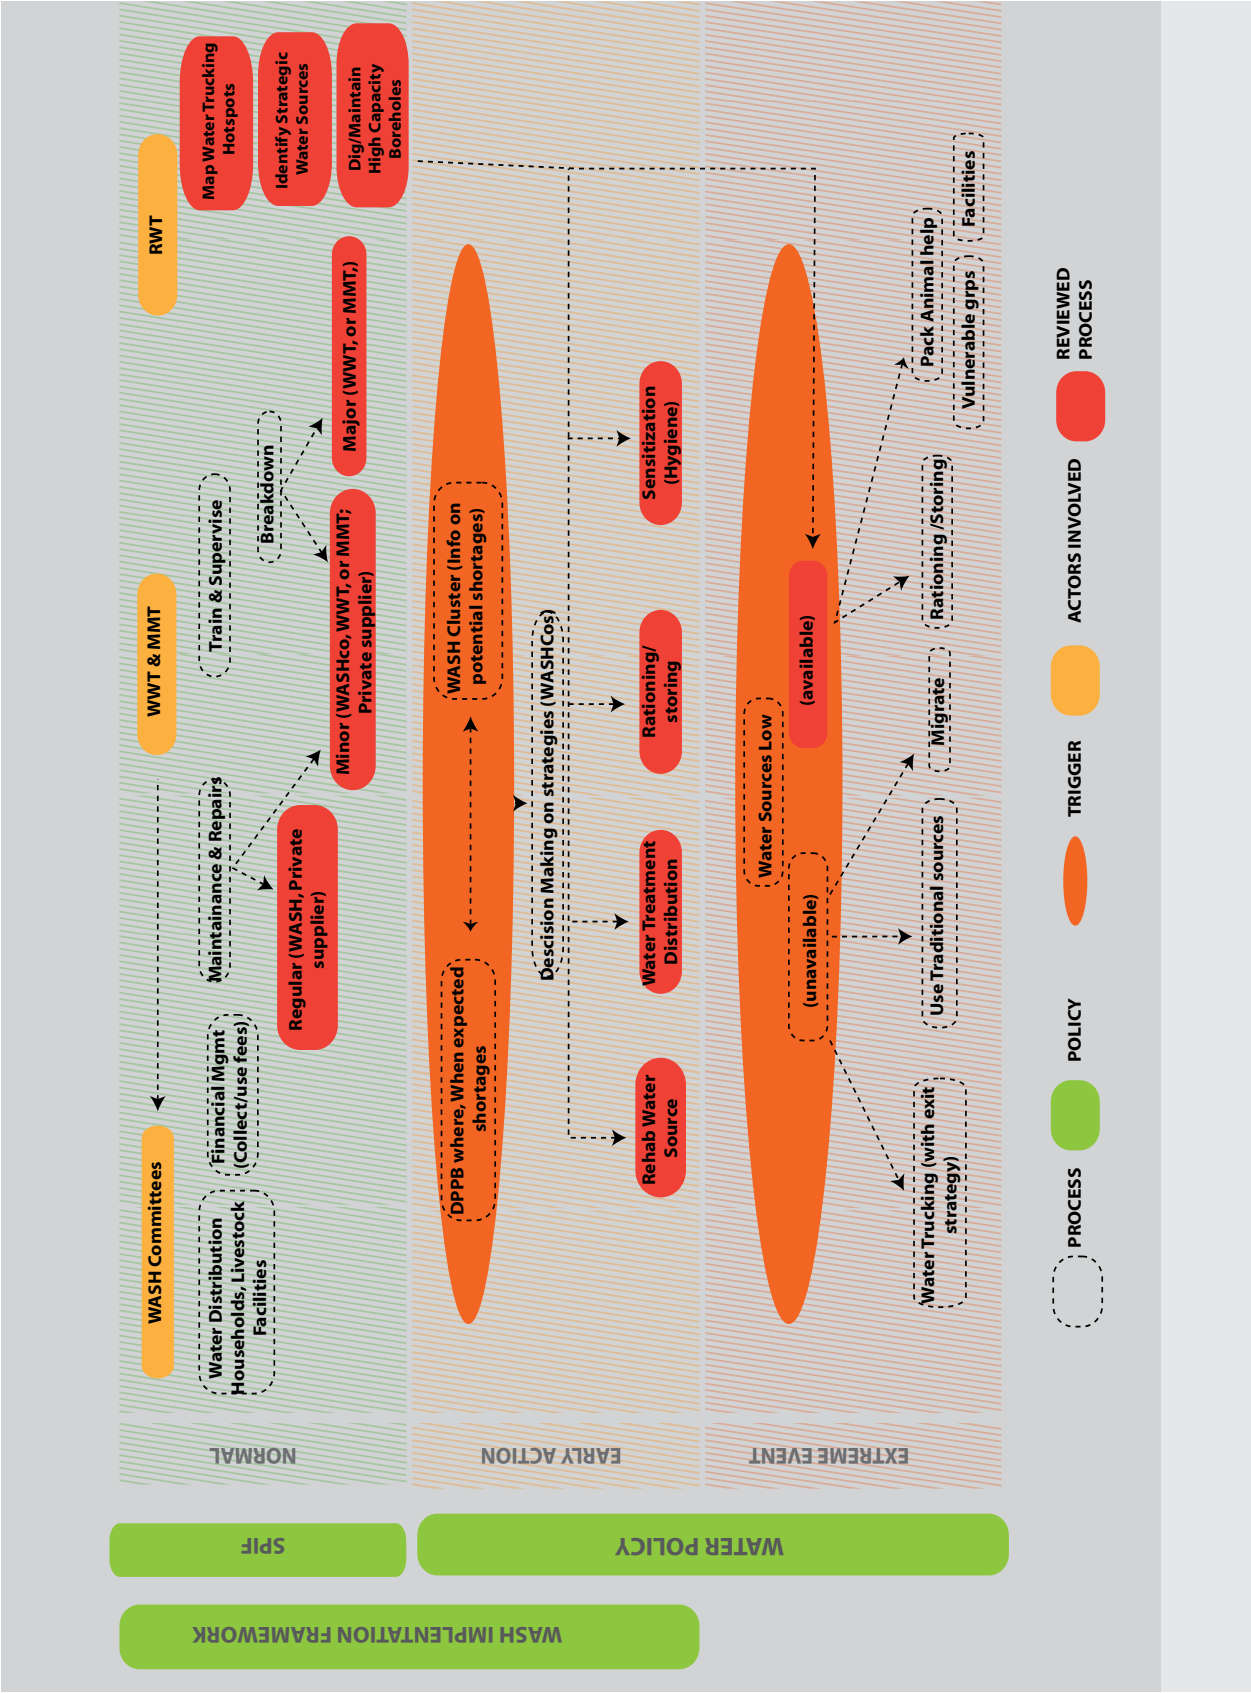 WASH IMPLENTATION FRAMEWORK
SPIF
WATER POLICY
NORMAL
EARLY ACTION
EXTREME EVENT
WASH Committees
WWT & MMT
RWT
Water Distribution
Households, Livestock
Facilities
Financial Mgmt
(Collect/use fees)
Maintainance & Repairs
Train & Supervise
Breakdown
Regular (WASH, Private
supplier)
Minor (WASHco, WWT, or MMT;
Private supplier)
Major (WWT, or MMT,)
Map Water Trucking
Hotspots
Identify Strategic
Water Sources
Dig/Maintain
High Capacity
Boreholes
DPPB where, When expected
shortages
WASH Cluster (Info on
potential shortages)
Descision Making on strategies (WASHCos)
Rehab Water
Source
Water Treatment
Distribution
Rationing/
storing
Sensitization
(Hygiene)
Water Sources Low
(unavailable)
(available)
Water Trucking (with exit
strategy)
Use Traditional sources
Migrate
Rationing /Storing
Pack Animal help
Vulnerable grps
Facilities
PROCESS
POLICY
TRIGGER
ACTORS INVOLVED
REVIEWED
PROCESS